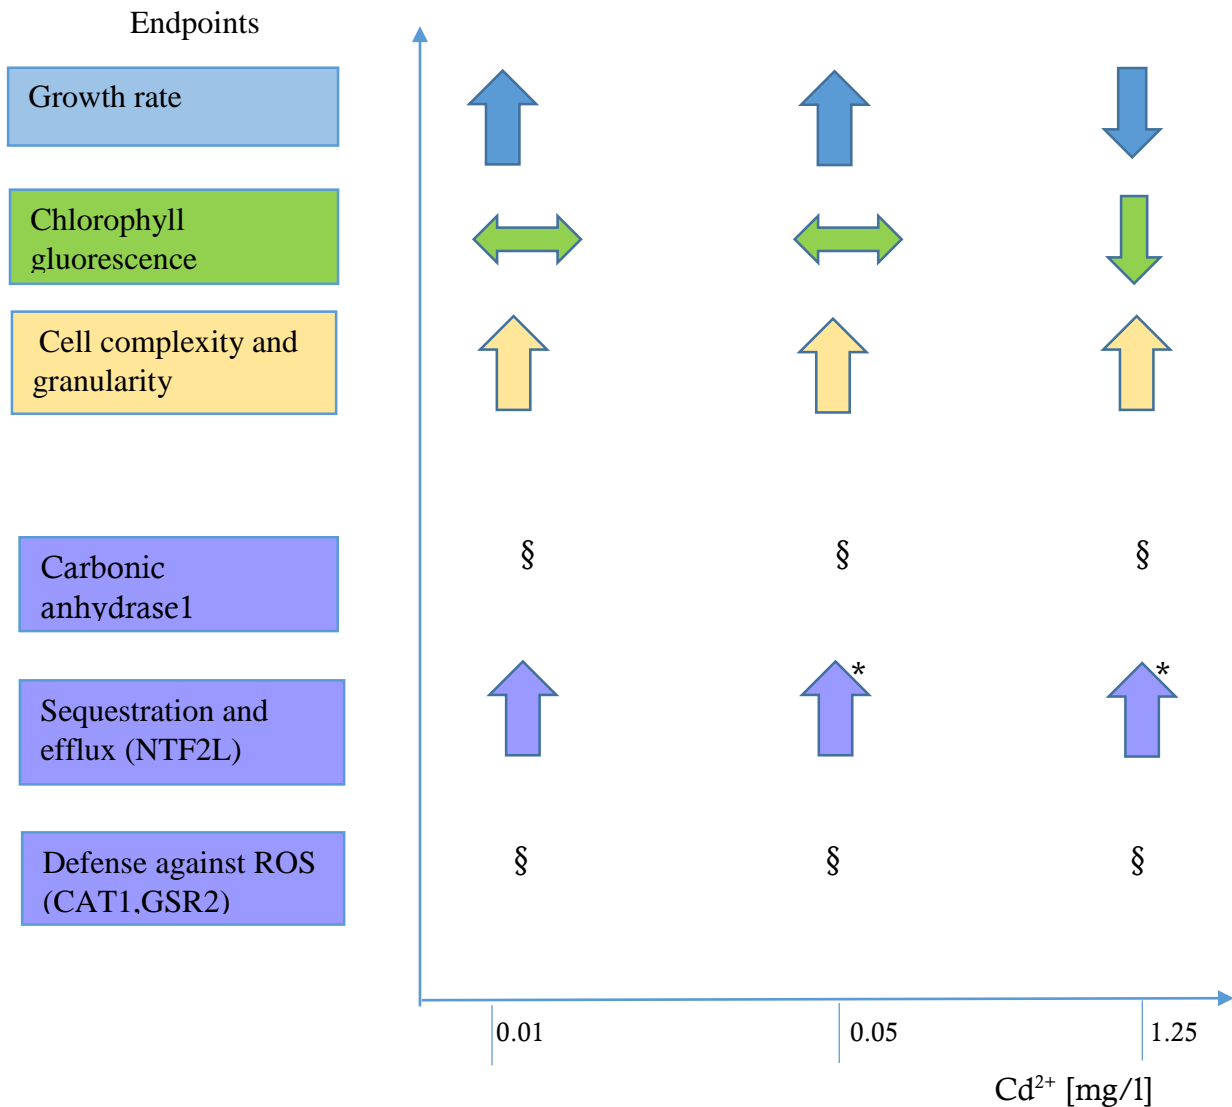 Endpoints
Growth rate
Chlorophyll
gluorescence
Cell complexity and
granularity
Carbonic
anhydrase1
§ § §
Sequestration and
efflux (NTF2L)
* *
Defense against ROS
(CAT1,GSR2)
§ § §
0.01 0.05 1.25
Cd²⁺ [mg/l]